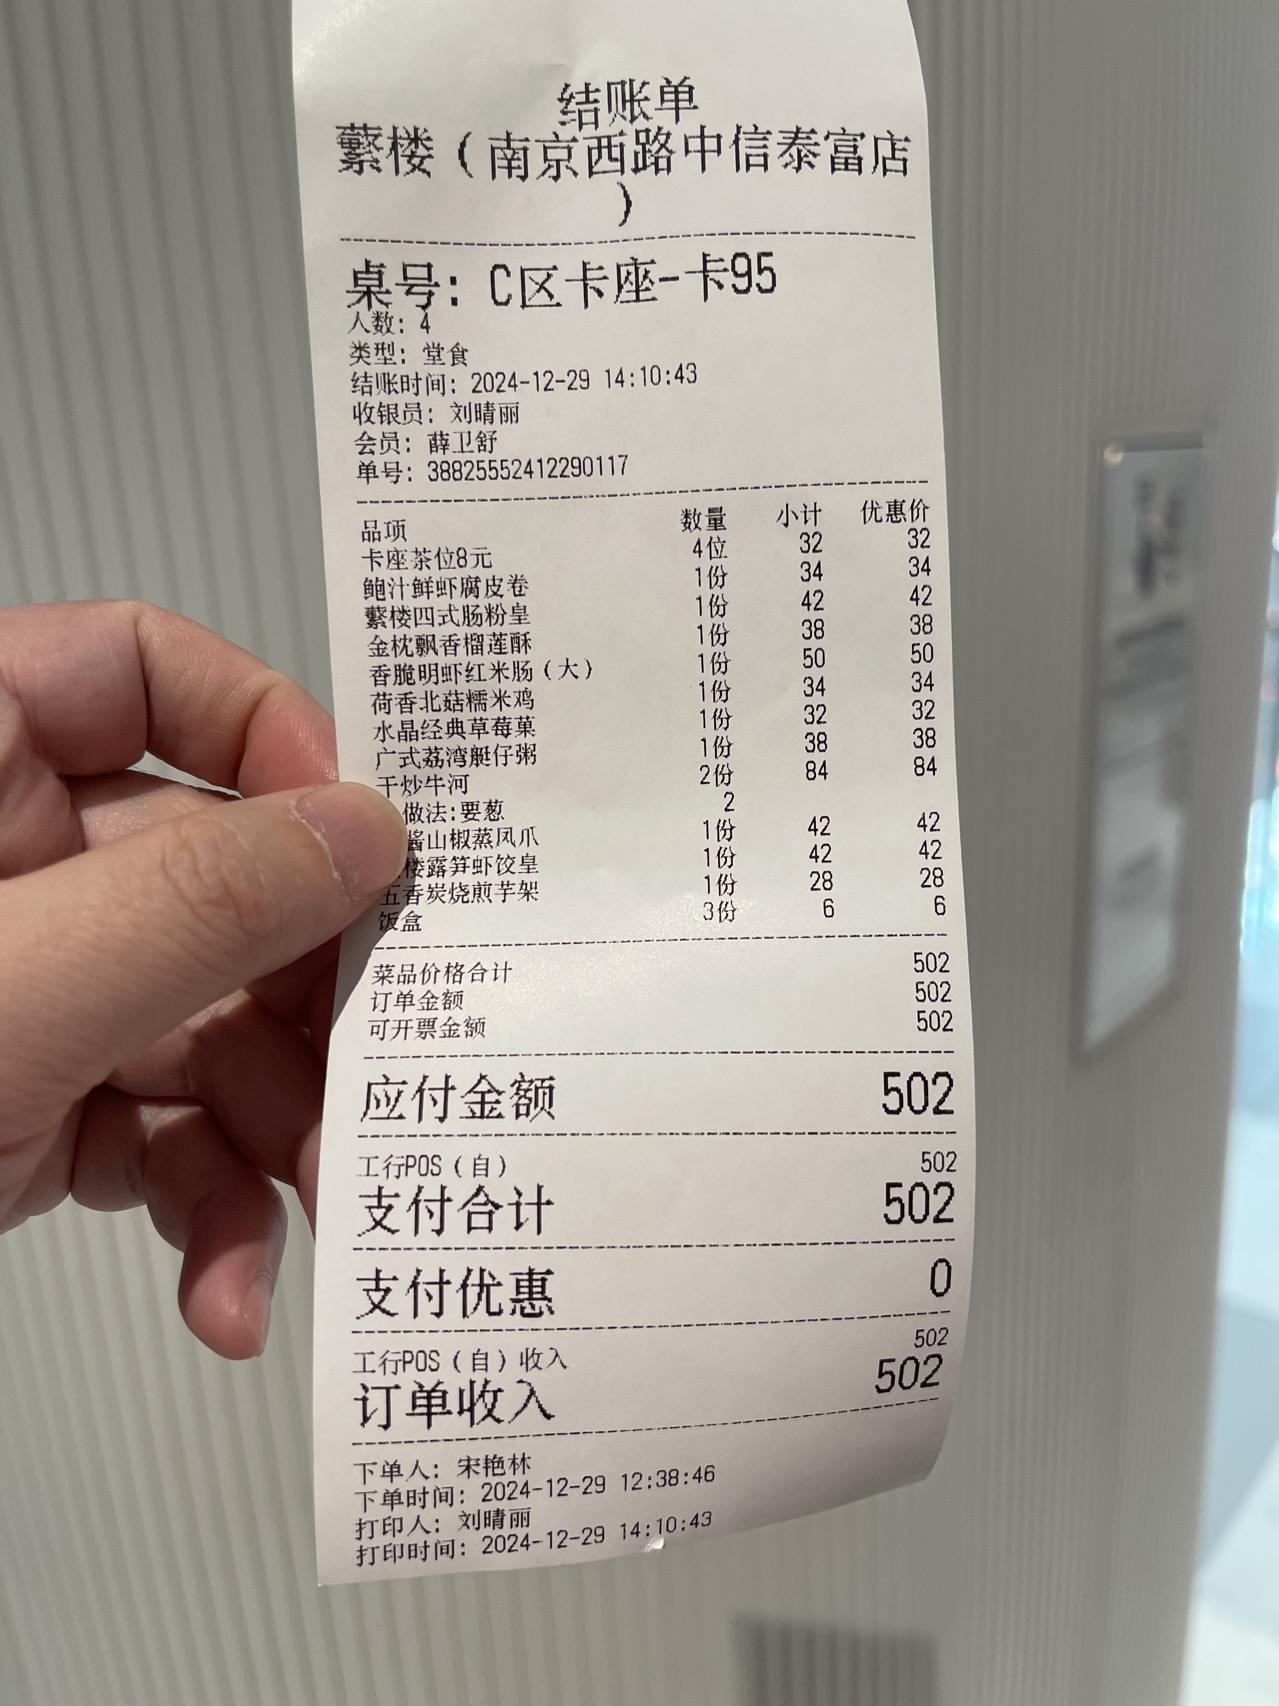 结账单
蘩楼（南京西路中信泰富店
）
桌号: C区卡座-卡95
人数: 4
类型: 堂食
结账时间: 2024-12-29 14:10:43
收银员: 刘晴丽
会员: 薛卫舒
单号: 38825552412290117
品项 数量 小计 优惠价
卡座茶位8元 4位 32 32
鲍汁鲜虾腐皮卷 1份 34 34
蘩楼四式肠粉皇 1份 42 42
金枕飘香榴莲酥 1份 38 38
香脆明虾红米肠（大） 1份 50 50
荷香北菇糯米鸡 1份 34 34
水晶经典草莓菓 1份 32 32
广式荔湾艇仔粥 1份 38 38
干炒牛河 2份 84 84
做法:要葱 2
酱山椒蒸凤爪 1份 42 42
楼露笋虾饺皇 1份 42 42
五香炭烧煎芋架 1份 28 28
饭盒 3份 6 6
菜品价格合计 502
订单金额 502
可开票金额 502
应付金额 502
工行POS（自） 502
支付合计 502
支付优惠 0
工行POS（自）收入 502
订单收入 502
下单人: 宋艳林
下单时间: 2024-12-29 12:38:46
打印人: 刘晴丽
打印时间: 2024-12-29 14:10:43